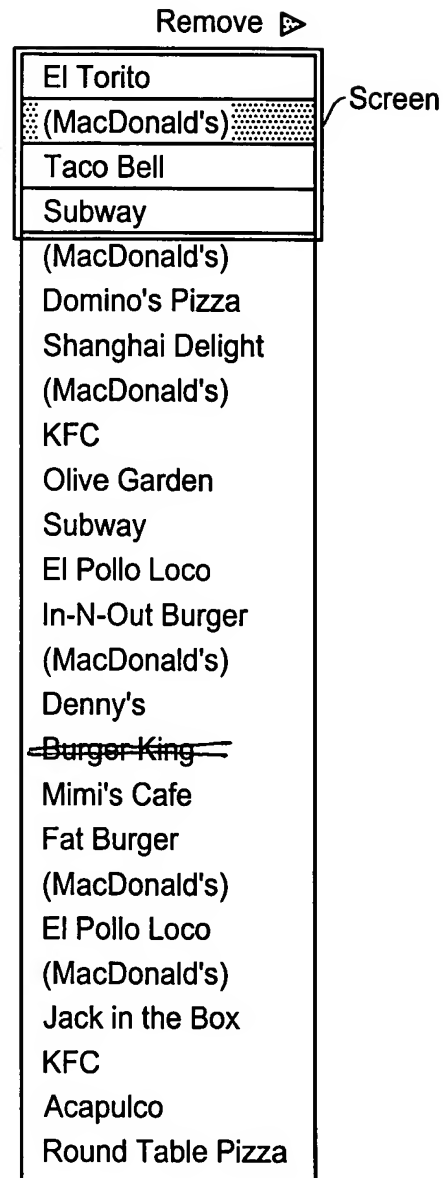 Remove
El Torito
(MacDonald's)
Screen
Taco Bell
Subway
(MacDonald's)
Domino's Pizza
Shanghai Delight
(MacDonald's)
KFC
Olive Garden
Subway
El Pollo Loco
In-N-Out Burger
(MacDonald's)
Denny's
Burger King
Mimi's Cafe
Fat Burger
(MacDonald's)
El Pollo Loco
(MacDonald's)
Jack in the Box
KFC
Acapulco
Round Table Pizza